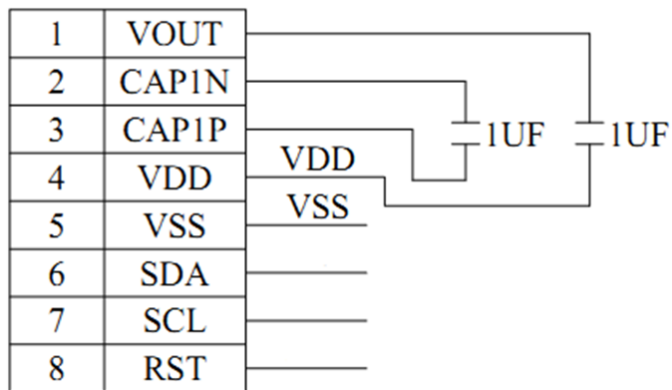 1 VOUT
2 CAP1N
3 CAP1P 1UF 1UF
4 VDD VDD
5 VSS VSS
6 SDA
7 SCL
8 RST